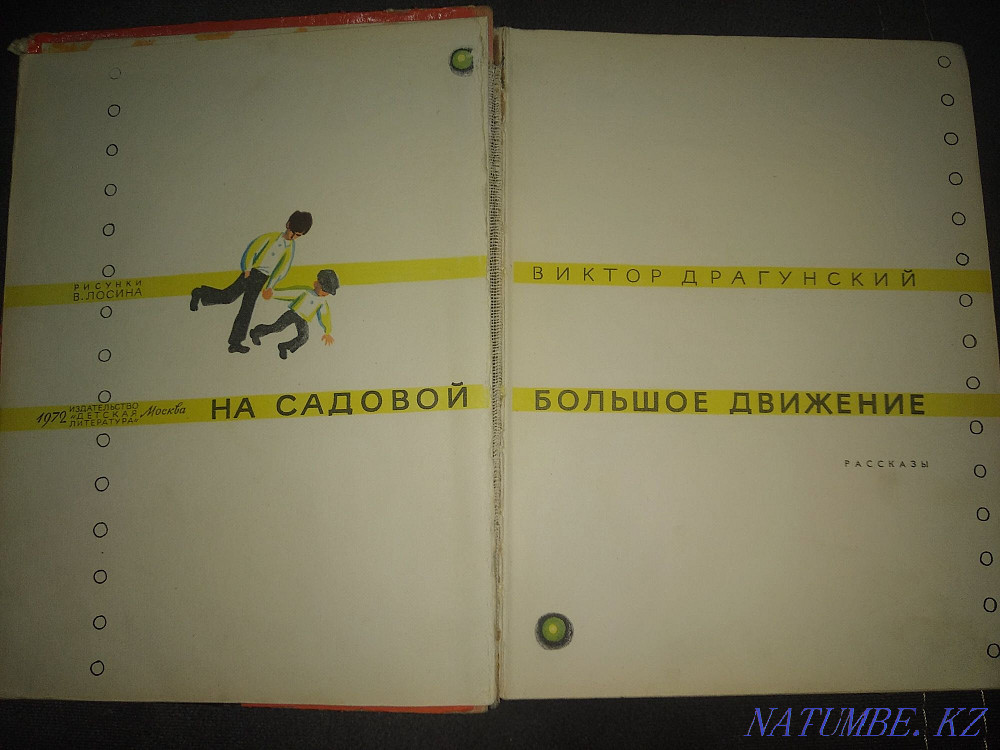 РИСУНКИ
В. ЛОСИНА
ВИКТОР ДРАГУНСКИЙ
1972 ИЗДАТЕЛЬСТВО
«ДЕТСКАЯ
ЛИТЕРАТУРА» Москва
НА САДОВОЙ БОЛЬШОЕ ДВИЖЕНИЕ
РАССКАЗЫ
NATUMBE.KZ